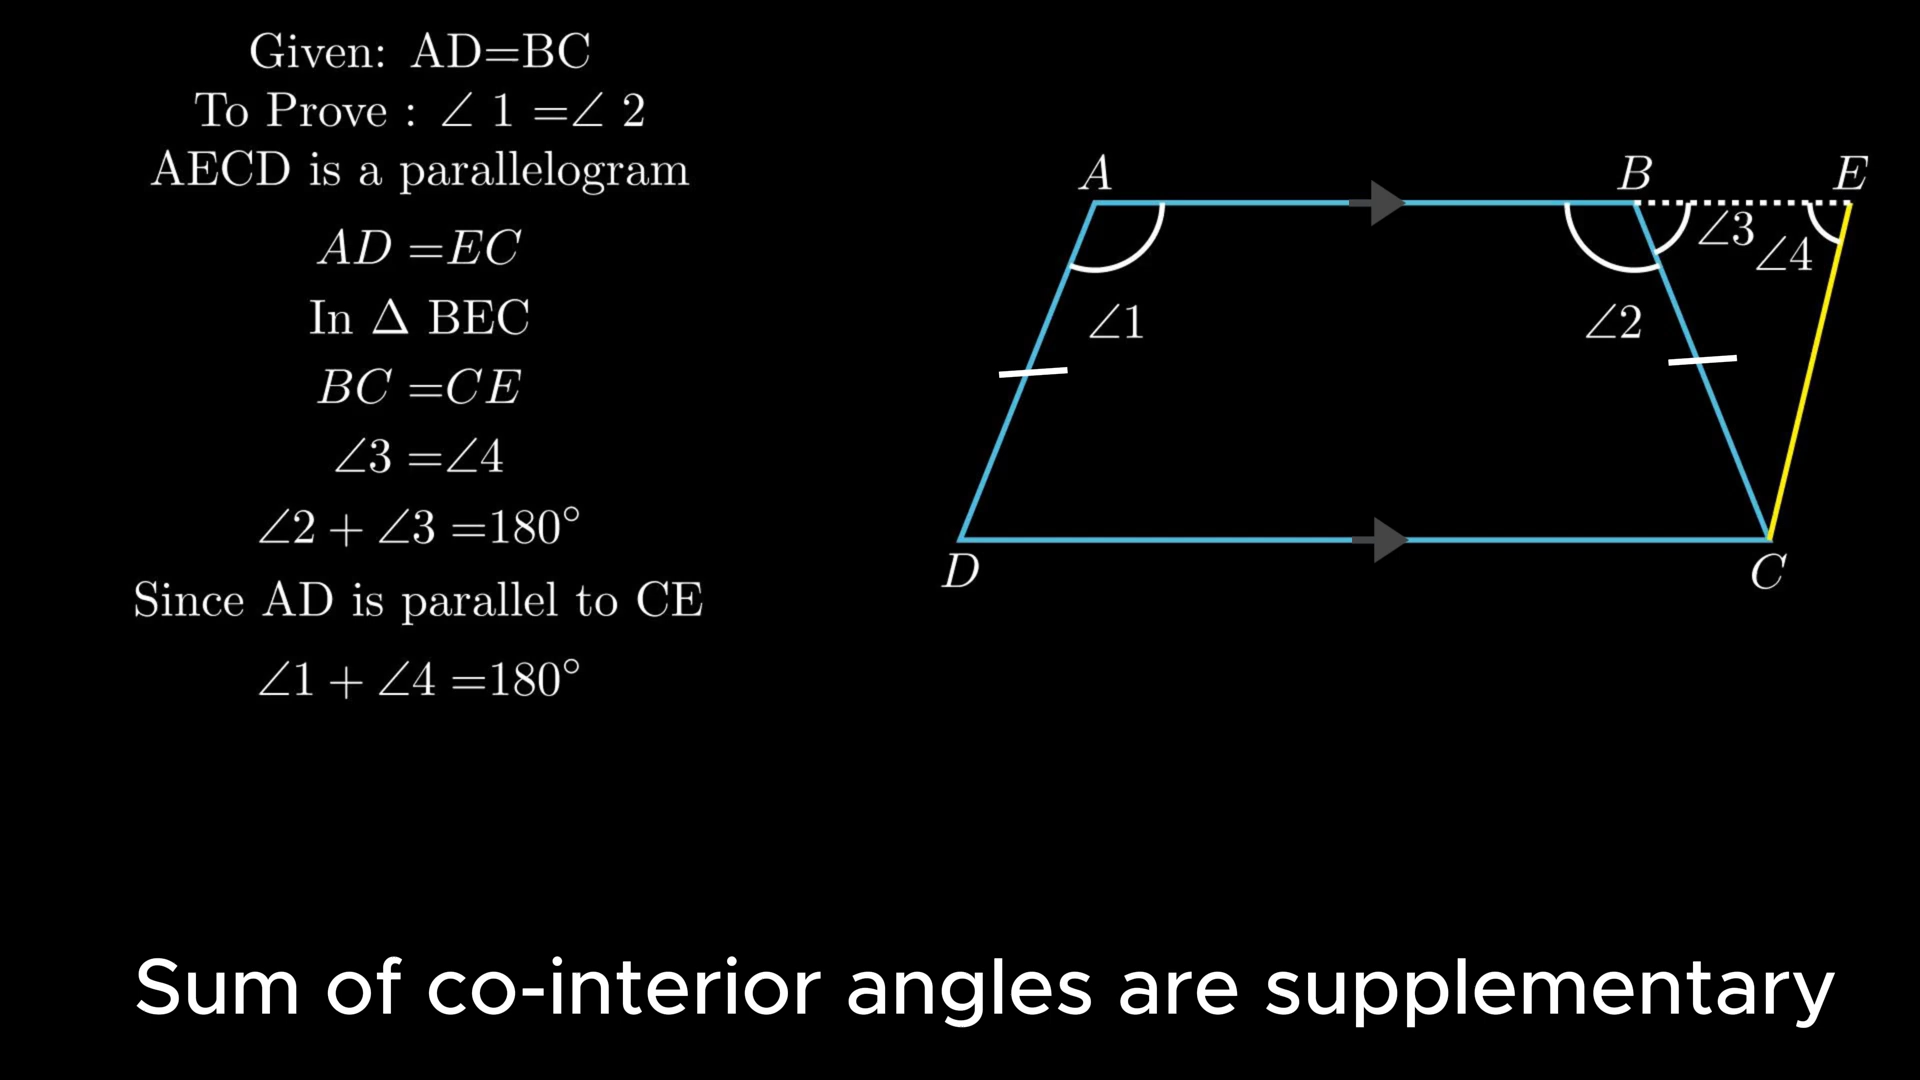 Given: AD=BC
To Prove : ∠ 1 =∠ 2
AECD is a parallelogram
AD =EC
In Δ BEC
BC =CE
∠3 =∠4
∠2 + ∠3 =180°
Since AD is parallel to CE
∠1 + ∠4 =180°
A
B
E
∠3
∠4
∠1
∠2
D
C
Sum of co-interior angles are supplementary